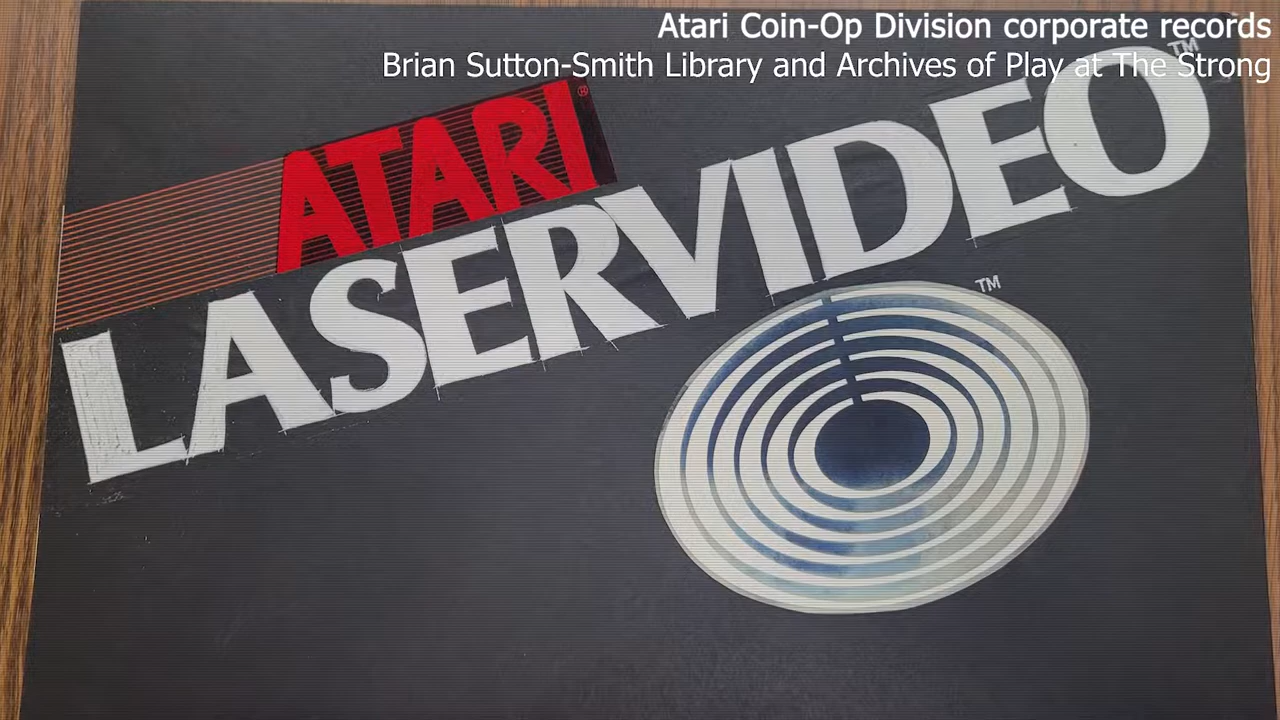 Atari Coin-Op Division corporate records
Brian Sutton-Smith Library and Archives of Play at The Strong
ATARI®
LASERVIDEO™
™